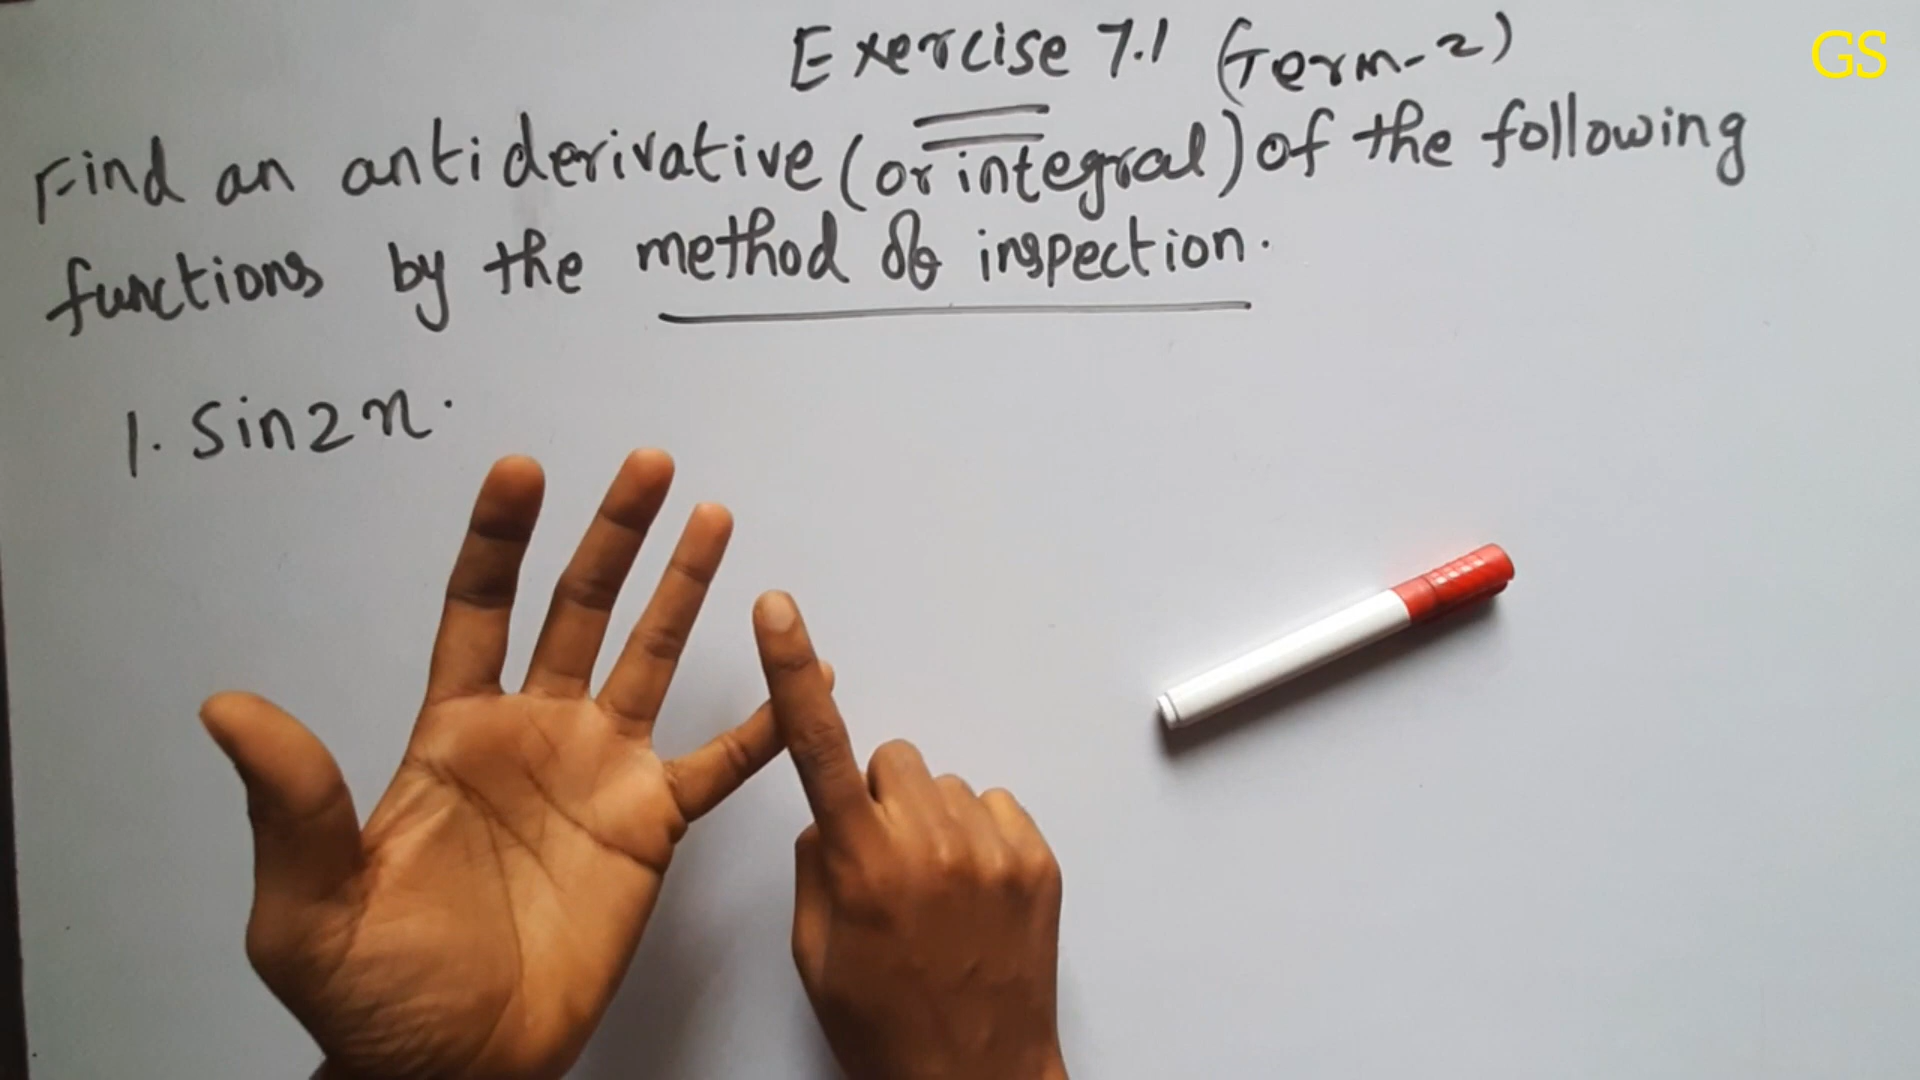 Exercise 7.1 (Term-2)
GS
Find an antiderivative (or integral) of the following
functions by the method of inspection.
1. Sin2x.